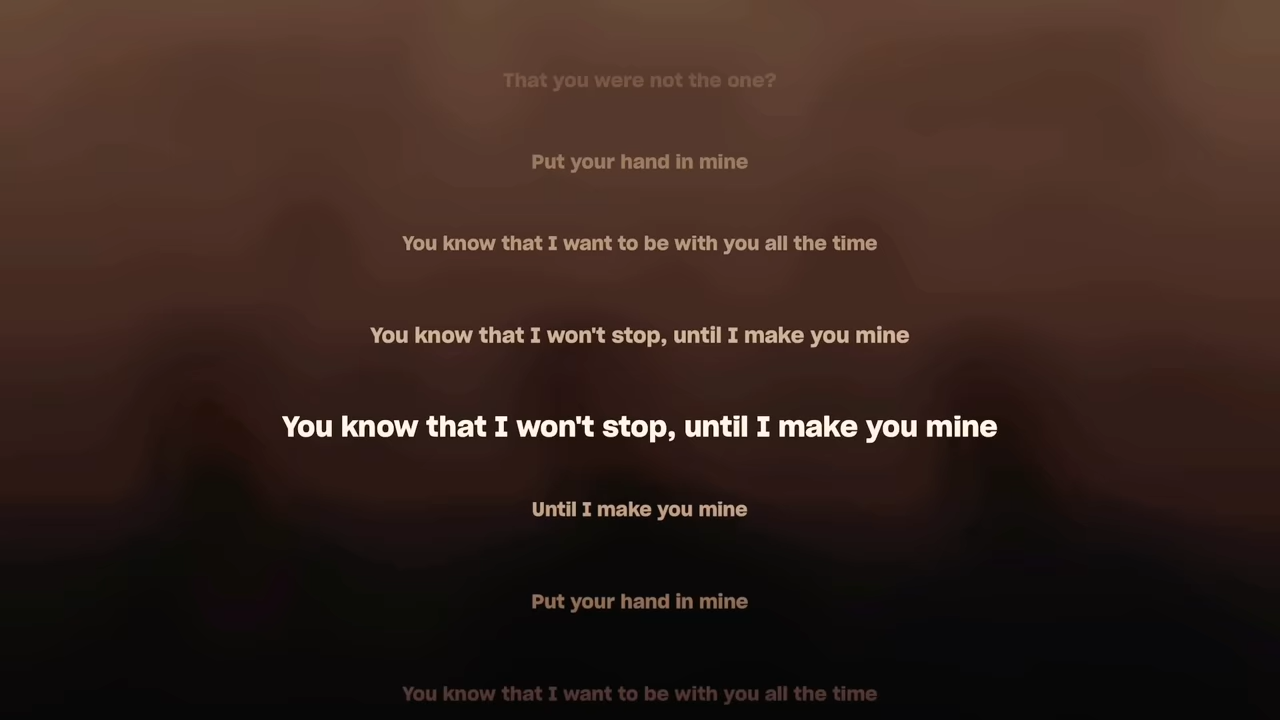 That you were not the one?
Put your hand in mine
You know that I want to be with you all the time
You know that I won't stop, until I make you mine
You know that I won't stop, until I make you mine
Until I make you mine
Put your hand in mine
You know that I want to be with you all the time